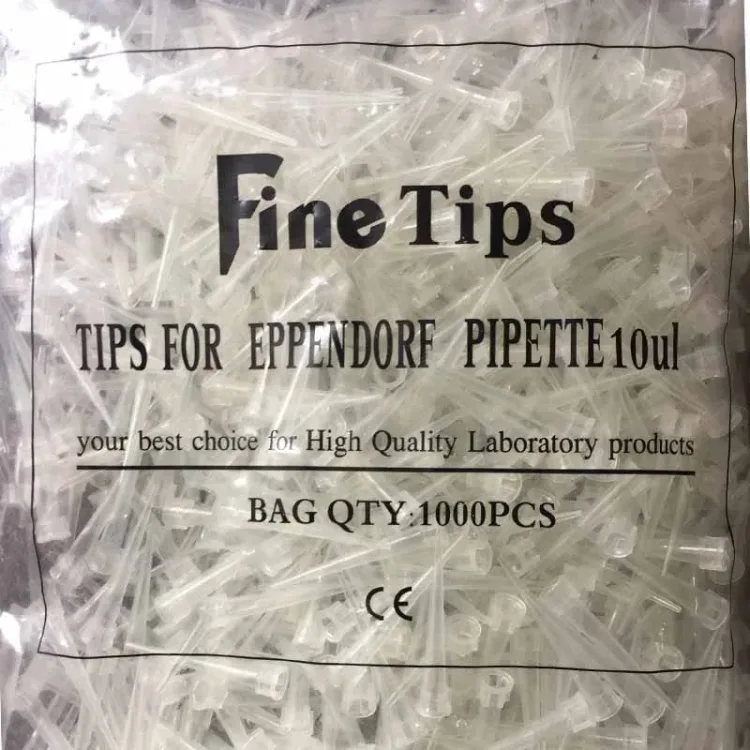 Fine Tips
TIPS FOR EPPENDORF PIPETTE 10ul
your best choice for High Quality Laboratory products
BAG QTY:1000PCS
CE